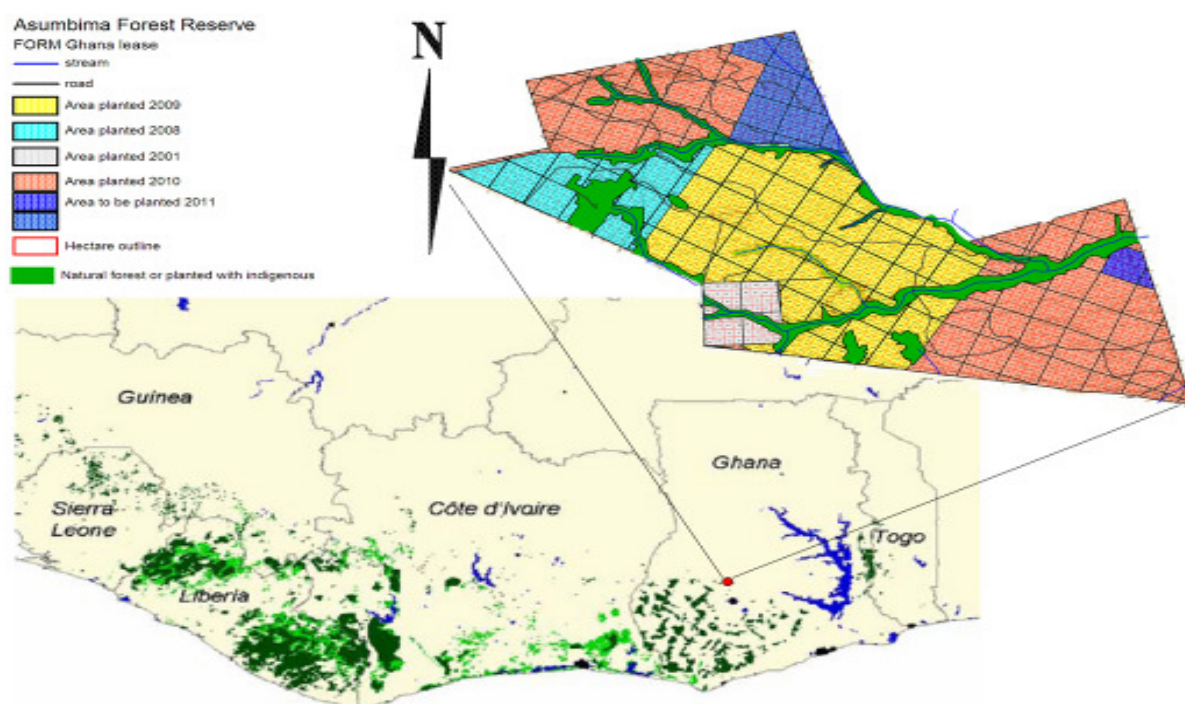 Asumbima Forest Reserve
FORM Ghana lease
stream
road
Area planted 2009
Area planted 2008
Area planted 2001
Area planted 2010
Area to be planted 2011
Hectare outline
Natural forest or planted with indigenous
N
Guinea
Sierra
Leone
Liberia
Côte d'Ivoire
Ghana
Togo